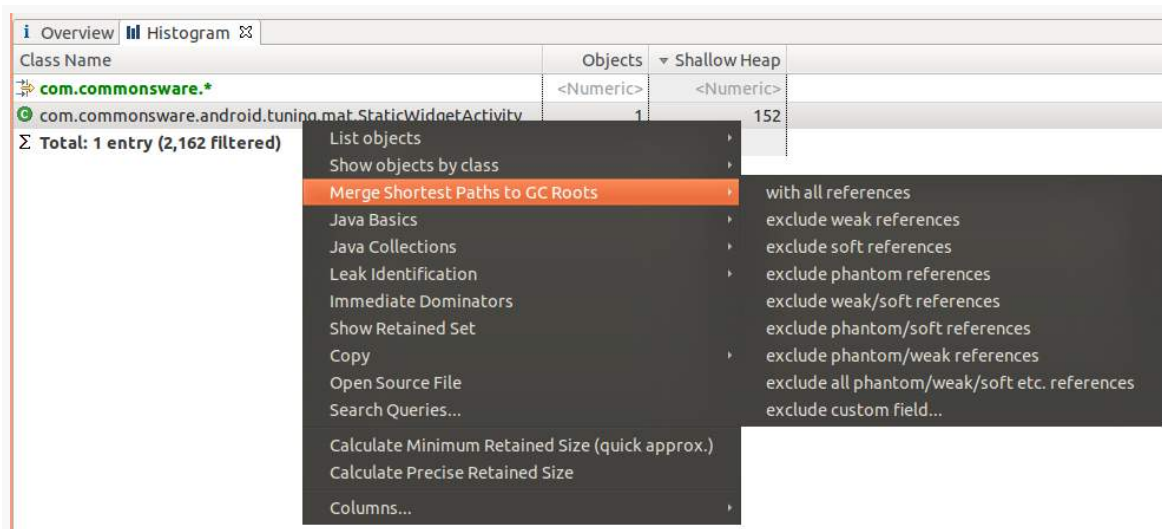 i Overview Histogram
Class Name Objects Shallow Heap
com.commonsware.* <Numeric> <Numeric>
com.commonsware.android.tuning.mat.StaticWidgetActivity 1 152
Σ Total: 1 entry (2,162 filtered)
List objects
Show objects by class
Merge Shortest Paths to GC Roots
Java Basics
Java Collections
Leak Identification
Immediate Dominators
Show Retained Set
Copy
Open Source File
Search Queries...
Calculate Minimum Retained Size (quick approx.)
Calculate Precise Retained Size
Columns...
with all references
exclude weak references
exclude soft references
exclude phantom references
exclude weak/soft references
exclude phantom/soft references
exclude phantom/weak references
exclude all phantom/weak/soft etc. references
exclude custom field...